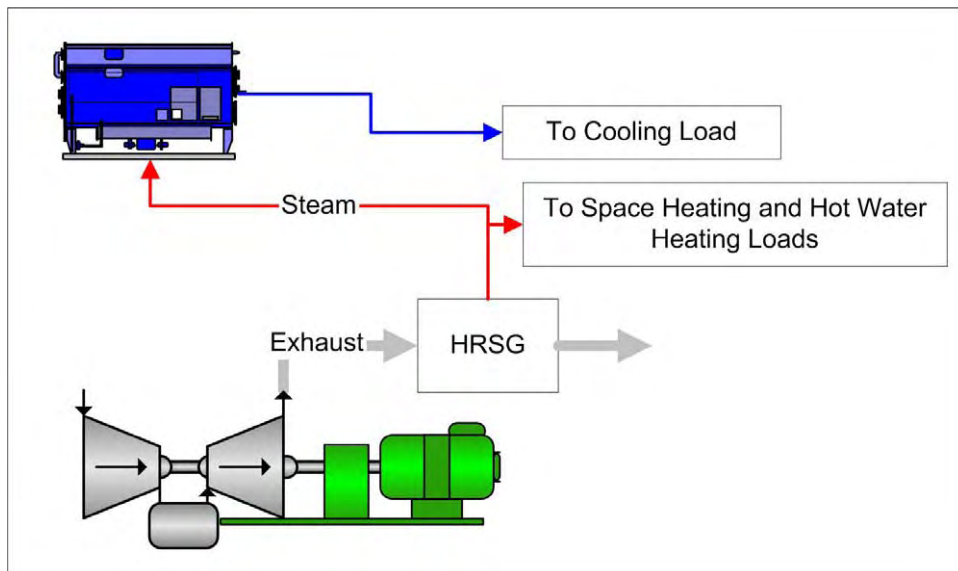 To Cooling Load
Steam
To Space Heating and Hot Water
Heating Loads
Exhaust
HRSG